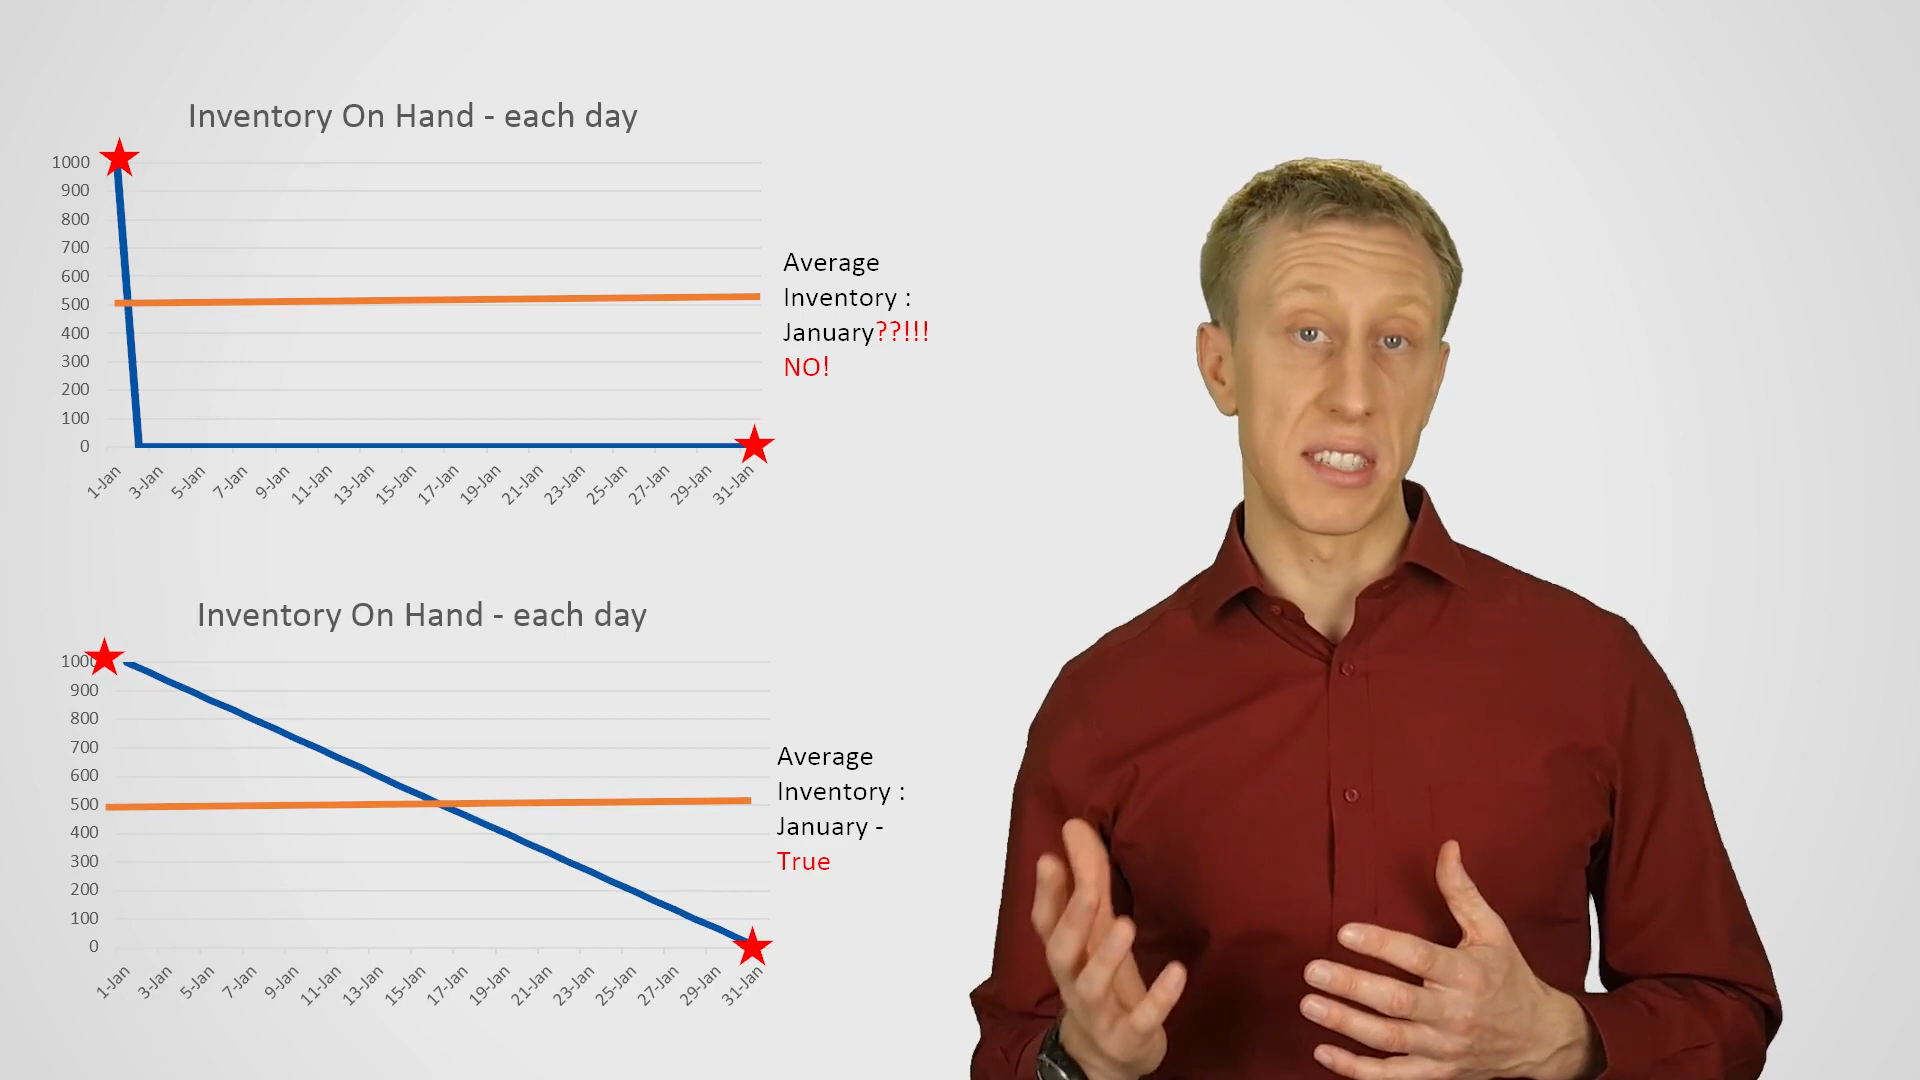 Inventory On Hand - each day
1000
900
800
700
600
500
400
300
200
100
0
1-Jan
3-Jan
5-Jan
7-Jan
9-Jan
11-Jan
13-Jan
15-Jan
17-Jan
19-Jan
21-Jan
23-Jan
25-Jan
27-Jan
29-Jan
31-Jan
Average
Inventory :
January??!!!
NO!
Inventory On Hand - each day
1000
900
800
700
600
500
400
300
200
100
0
1-Jan
3-Jan
5-Jan
7-Jan
9-Jan
11-Jan
13-Jan
15-Jan
17-Jan
19-Jan
21-Jan
23-Jan
25-Jan
27-Jan
29-Jan
31-Jan
Average
Inventory :
January -
True